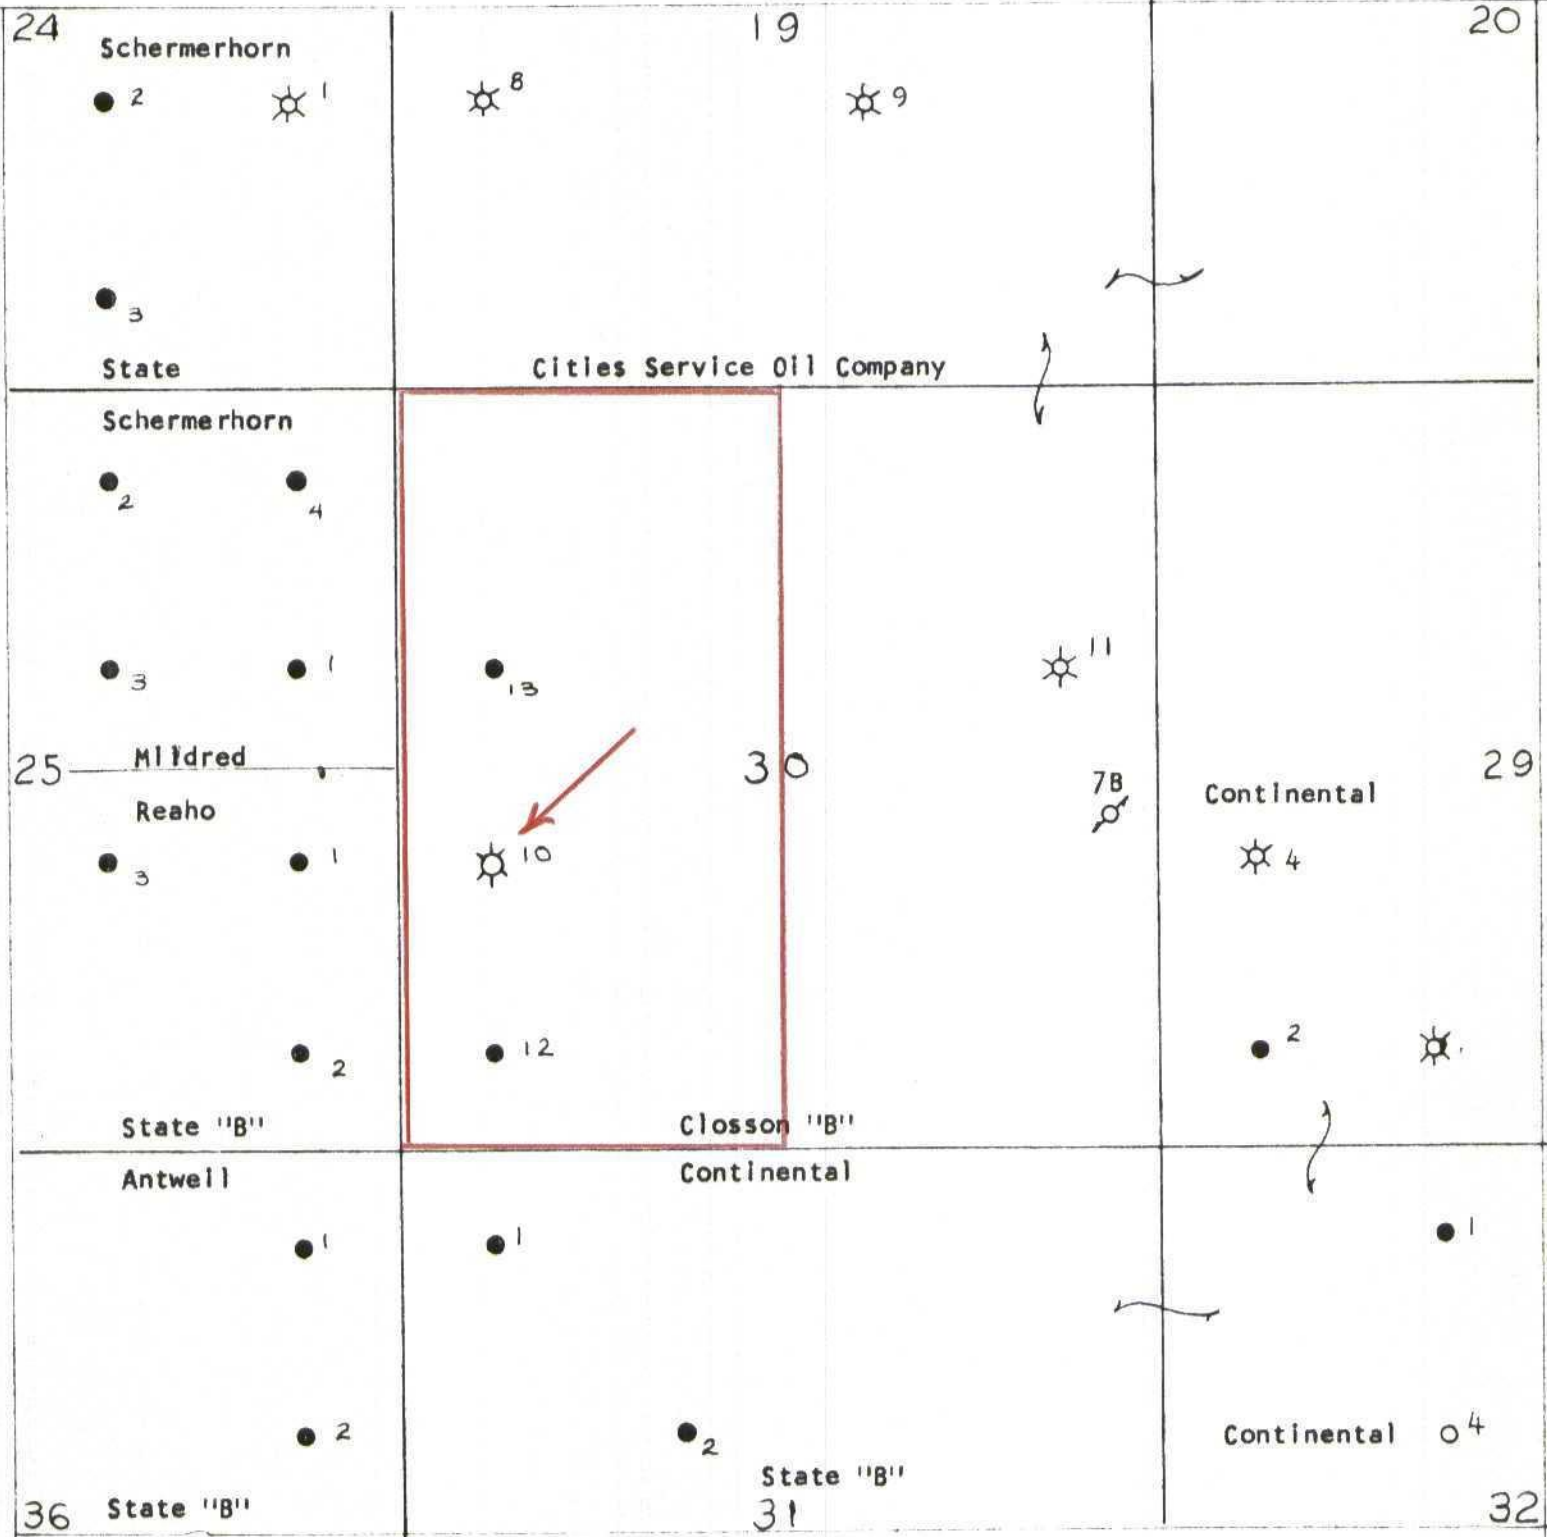 24
19
20
Schermerhorn
2
1
8
9
3
State
Cities Service Oil Company
Schermerhorn
2
4
3
1
13
11
25
Mildred
30
7B
29
Continental
Reaho
3
1
10
4
2
12
2
State "B"
Closson "B"
Antweil
Continental
1
1
1
2
2
Continental
4
State "B"
36
State "B"
31
32